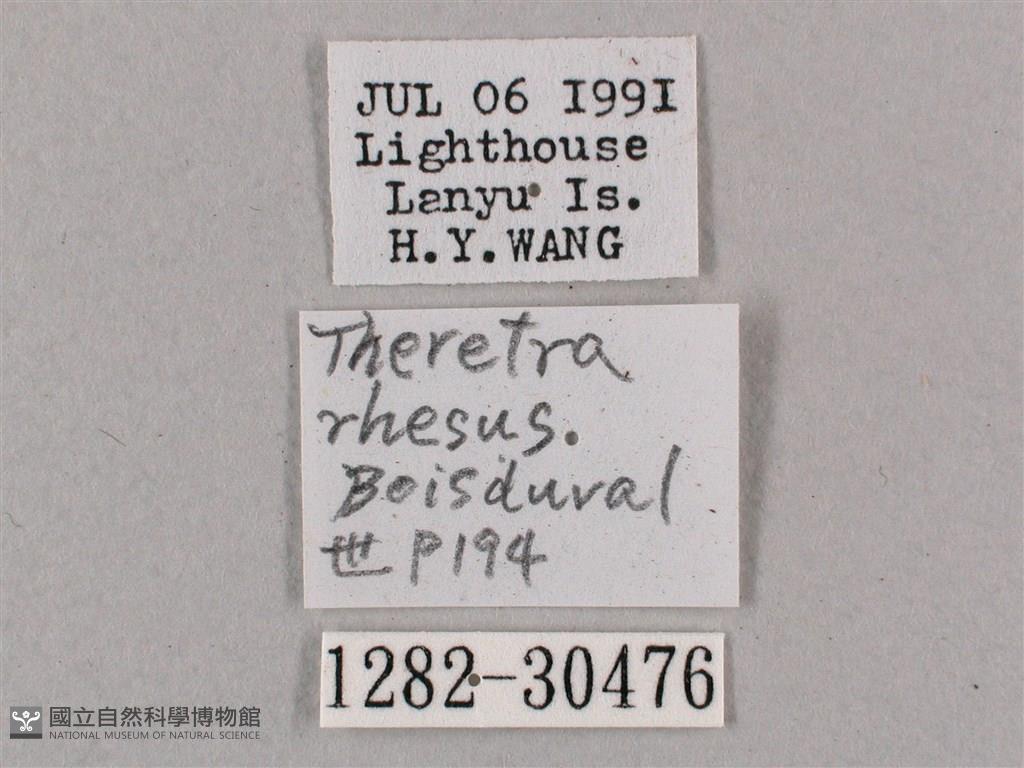 JUL 06 1991
Lighthouse
Lanyu Is.
H.Y.WANG
Theretra
rhesus.
Boisduval
世 P194
1282-30476
國立自然科學博物館
NATIONAL MUSEUM OF NATURAL SCIENCE